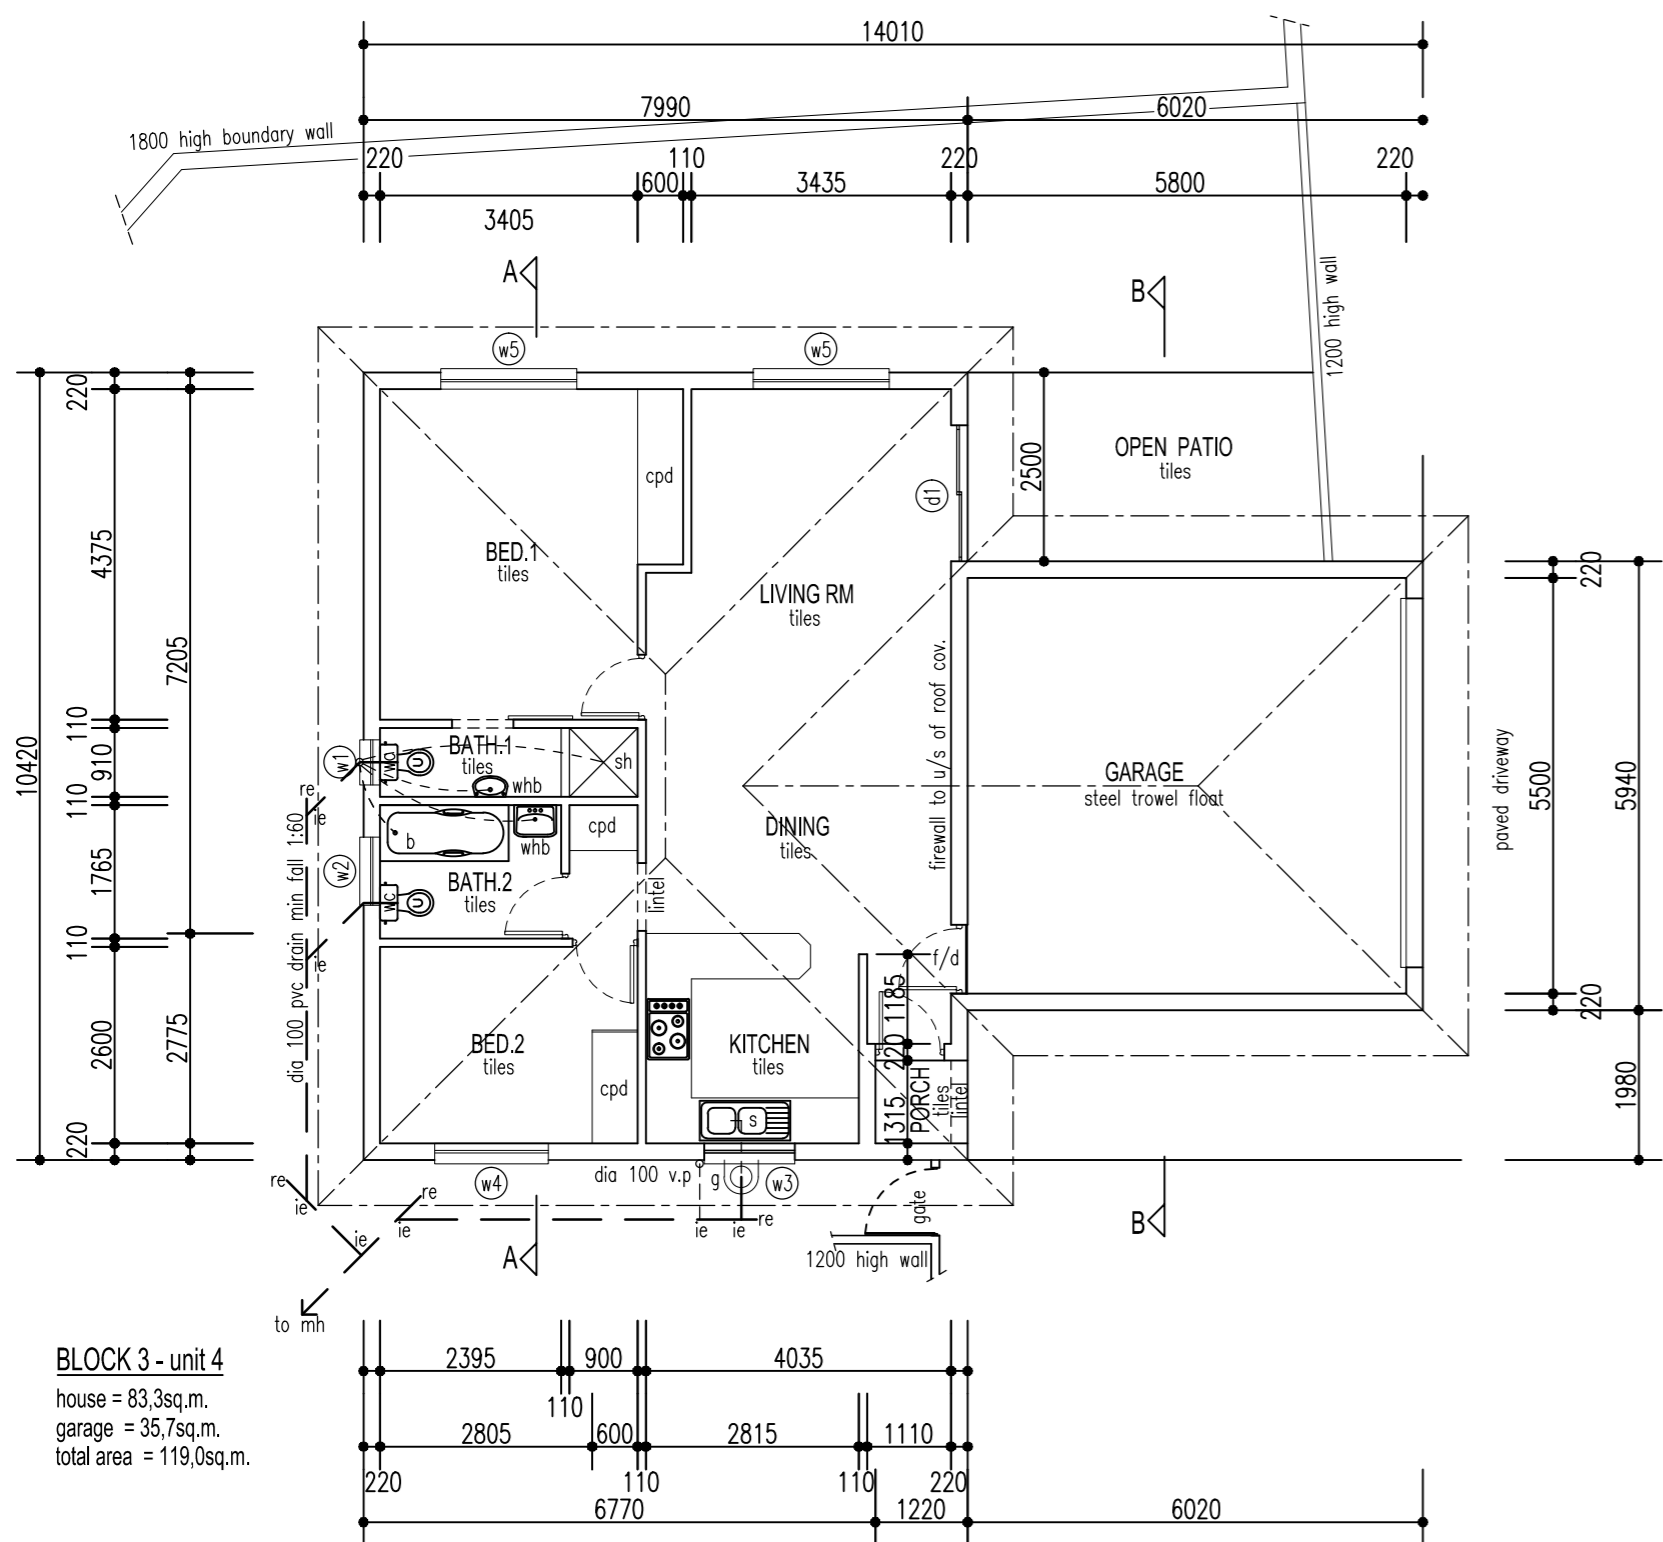 14010
7990
6020
1800 high boundary wall
220
110
220
220
600
3435
5800
3405
A
B
1200 high wall
w5
w5
220
220
2500
OPEN PATIO
tiles
cpd
d1
4375
BED.1
tiles
LIVING RM
tiles
220
7205
firewall to u/s of roof cov.
110
10420
w1
wc
BATH.1
tiles
sh
whb
910
GARAGE
steel trowel float
paved driveway
5500
5940
re
ie
110
b
whb
cpd
DINING
tiles
1765
w2
wc
BATH.2
tiles
lintel
dia 100 pvc drain min fall 1:60
110
ie
f/d
1185
220
2600
2775
BED.2
tiles
KITCHEN
tiles
220
cpd
PORCH
tiles
lintel
1315
s
1980
220
w4
dia 100 v.p
g
w3
re
ie
re
ie
ie
ie
ie
re
gate
A
B
1200 high wall
to mh
BLOCK 3 - unit 4
house = 83,3sq.m.
garage = 35,7sq.m.
total area = 119,0sq.m.
2395
900
4035
110
2805
600
2815
1110
220
110
110
220
6770
1220
6020